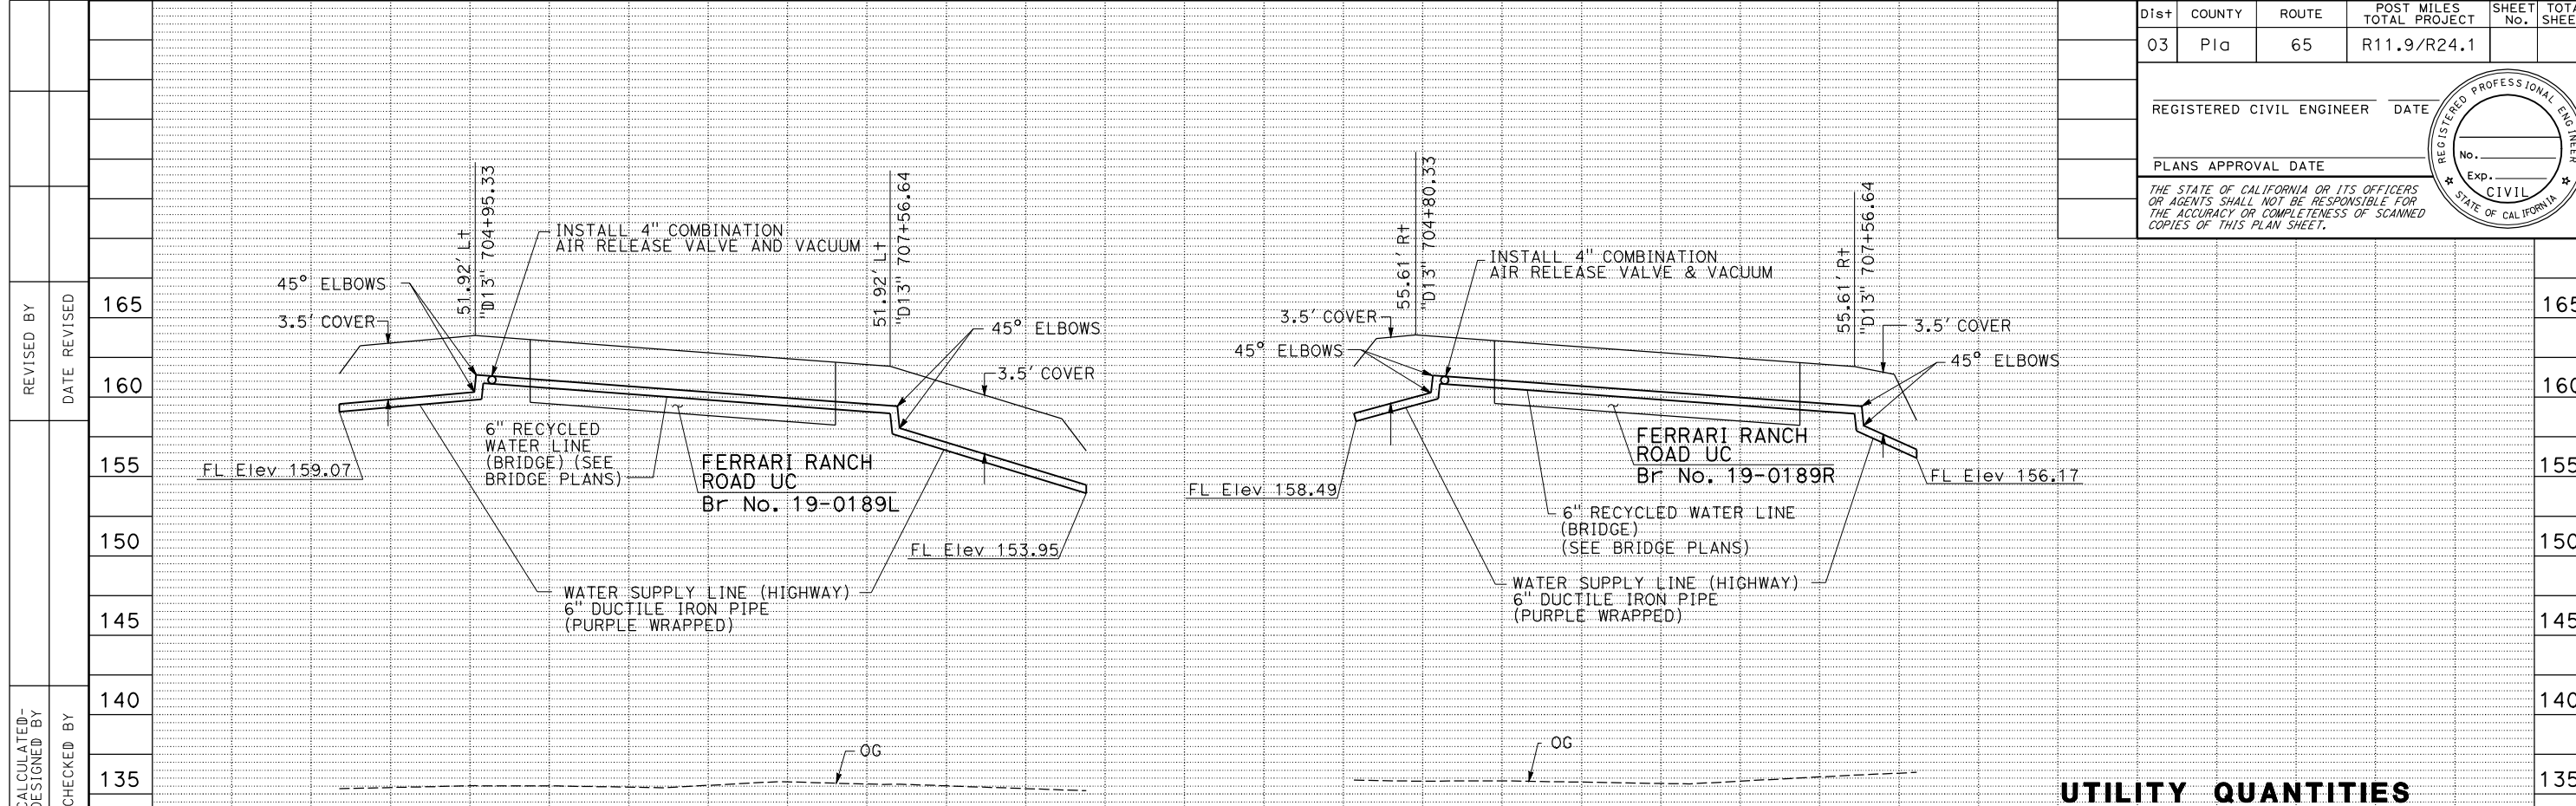 Dist COUNTY ROUTE POST MILES TOTAL PROJECT SHEET No.
03 Pla 65 R11.9/R24.1
REGISTERED CIVIL ENGINEER DATE
PLANS APPROVAL DATE
THE STATE OF CALIFORNIA OR ITS OFFICERS
OR AGENTS SHALL NOT BE RESPONSIBLE FOR
THE ACCURACY OR COMPLETENESS OF SCANNED
COPIES OF THIS PLAN SHEET.
REGISTERED PROFESSIONAL ENGINEER
No.
Exp.
CIVIL
STATE OF CALIFORNIA
REVISED BY
DATE REVISED
CALCULATED-
DESIGNED BY
CHECKED BY
165
160
155
150
145
140
135
51.92' Lt
"D13" 704+95.33
INSTALL 4" COMBINATION
AIR RELEASE VALVE AND VACUUM
51.92' Lt
"D13" 707+56.64
45° ELBOWS
3.5' COVER
45° ELBOWS
3.5' COVER
FL Elev 159.07
6" RECYCLED
WATER LINE
(BRIDGE) (SEE
BRIDGE PLANS)
FERRARI RANCH
ROAD UC
Br No. 19-0189L
FL Elev 153.95
WATER SUPPLY LINE (HIGHWAY)
6" DUCTILE IRON PIPE
(PURPLE WRAPPED)
OG
55.61' Rt
"D13" 704+80.33
INSTALL 4" COMBINATION
AIR RELEASE VALVE & VACUUM
55.61' Rt
"D13" 707+56.64
3.5' COVER
45° ELBOWS
3.5' COVER
45° ELBOWS
FERRARI RANCH
ROAD UC
Br No. 19-0189R
FL Elev 158.49
FL Elev 156.17
6" RECYCLED WATER LINE
(BRIDGE)
(SEE BRIDGE PLANS)
WATER SUPPLY LINE (HIGHWAY)
6" DUCTILE IRON PIPE
(PURPLE WRAPPED)
OG
UTILITY QUANTITIES